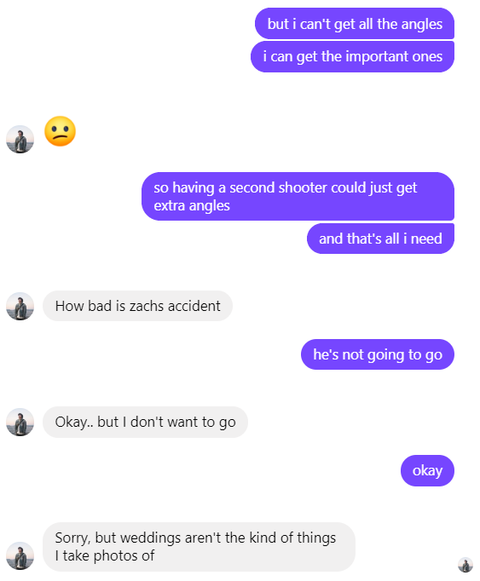 but i can't get all the angles
i can get the important ones
so having a second shooter could just get
extra angles
and that's all i need
How bad is zachs accident
he's not going to go
Okay.. but I don't want to go
okay
Sorry, but weddings aren't the kind of things
I take photos of